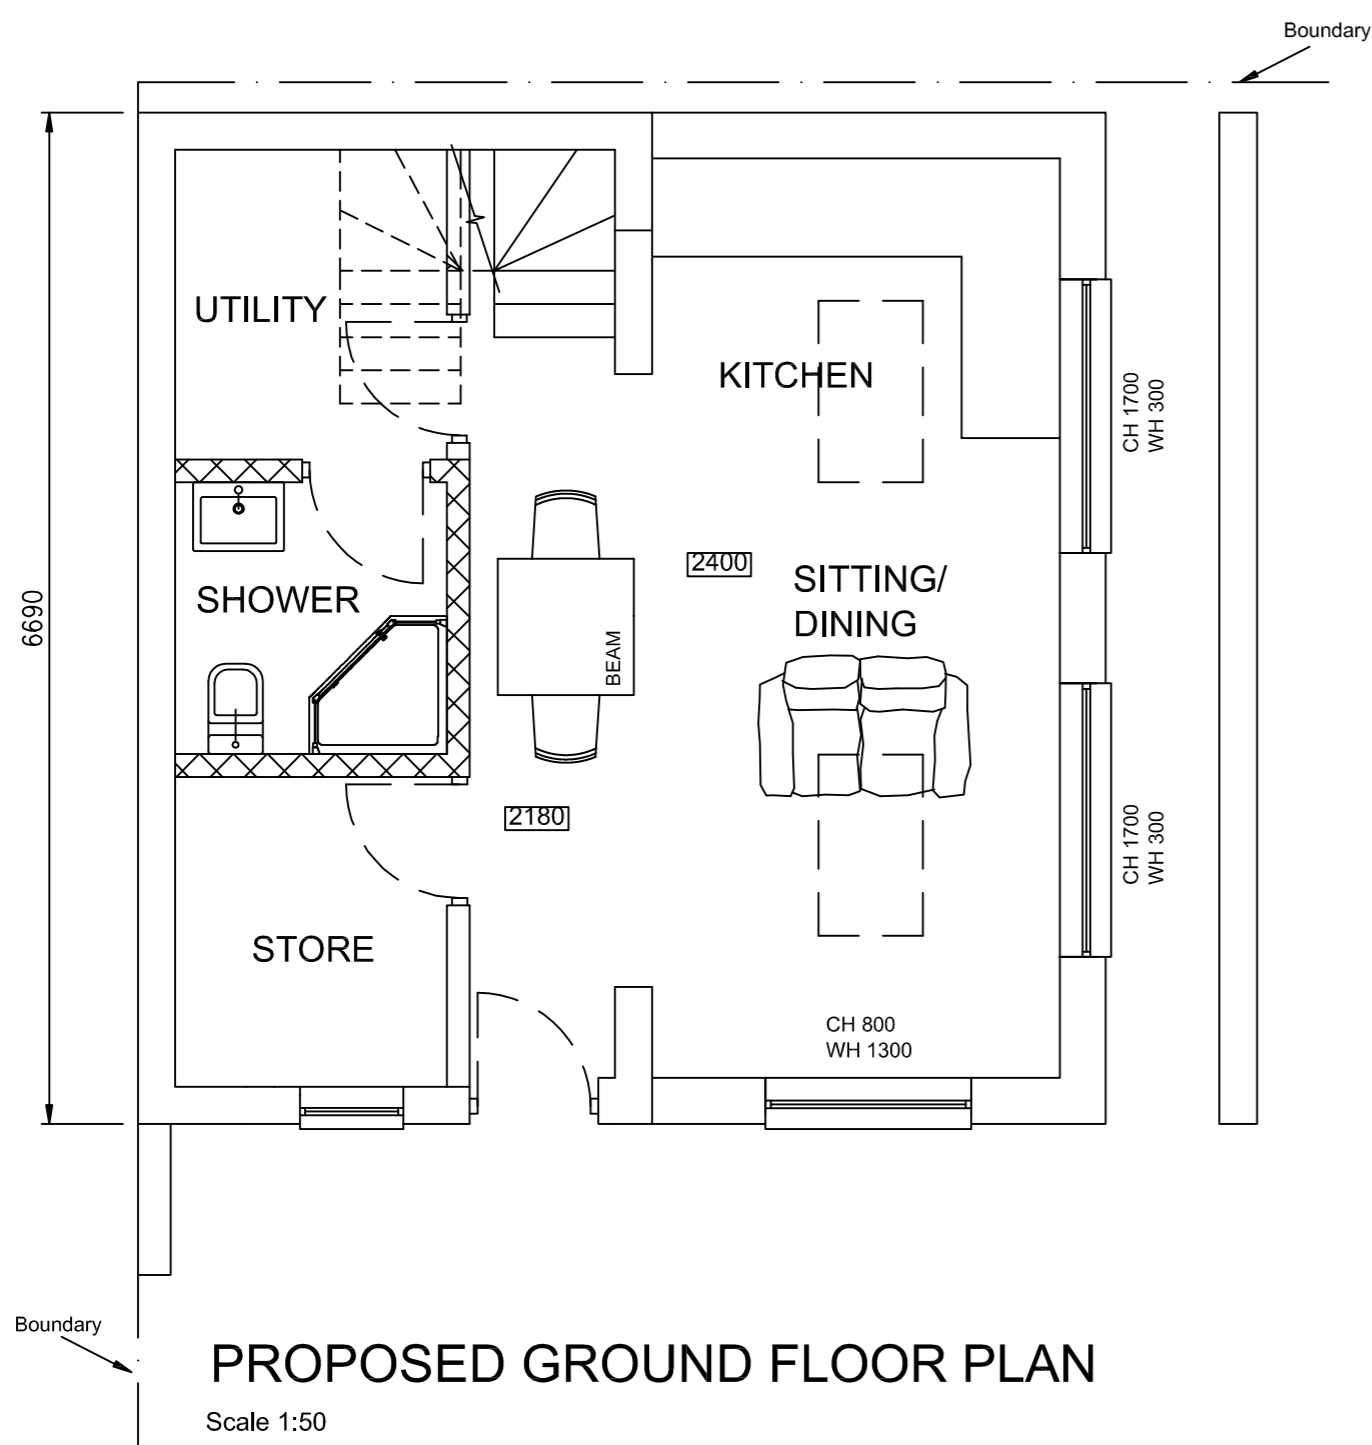 Boundary
UTILITY
KITCHEN
CH 1700
WH 300
2400
SITTING/
DINING
SHOWER
6690
BEAM
2180
CH 1700
WH 300
STORE
CH 800
WH 1300
Boundary
PROPOSED GROUND FLOOR PLAN
Scale 1:50